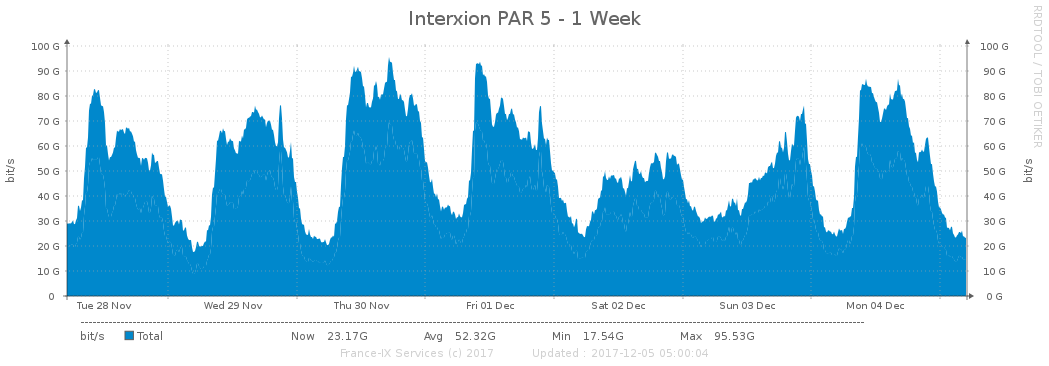 Interxion PAR 5 - 1 Week
RRDTOOL / TOBI OETIKER
bit/s
100 G 100 G
90 G 90 G
80 G 80 G
70 G 70 G
60 G 60 G
50 G 50 G
40 G 40 G
30 G 30 G
20 G 20 G
10 G 10 G
0 0 G
bit/s
Tue 28 Nov Wed 29 Nov Thu 30 Nov Fri 01 Dec Sat 02 Dec Sun 03 Dec Mon 04 Dec
bit/s Total Now 23.17G Avg 52.32G Min 17.54G Max 95.53G
France-IX Services (c) 2017 Updated : 2017-12-05 05:00:04